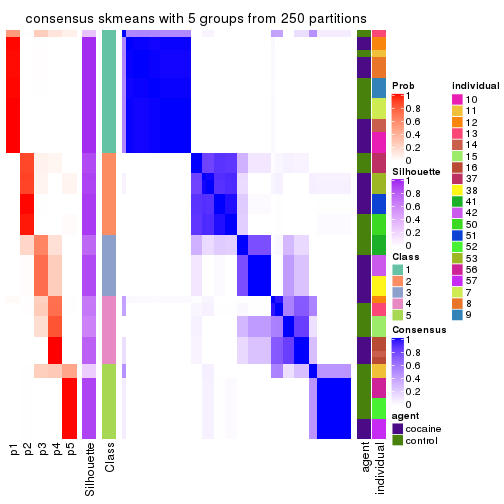 consensus skmeans with 5 groups from 250 partitions
Prob
1
0.8
0.6
0.4
0.2
0
Silhouette
1
0.8
0.6
0.4
0.2
0
Class
1
2
3
4
5
Consensus
1
0.8
0.6
0.4
0.2
0
agent
cocaine
control
individual
10
11
12
13
14
15
16
37
38
41
42
50
51
52
53
56
57
7
8
9
p1
p2
p3
p4
p5
Silhouette
Class
agent
individual